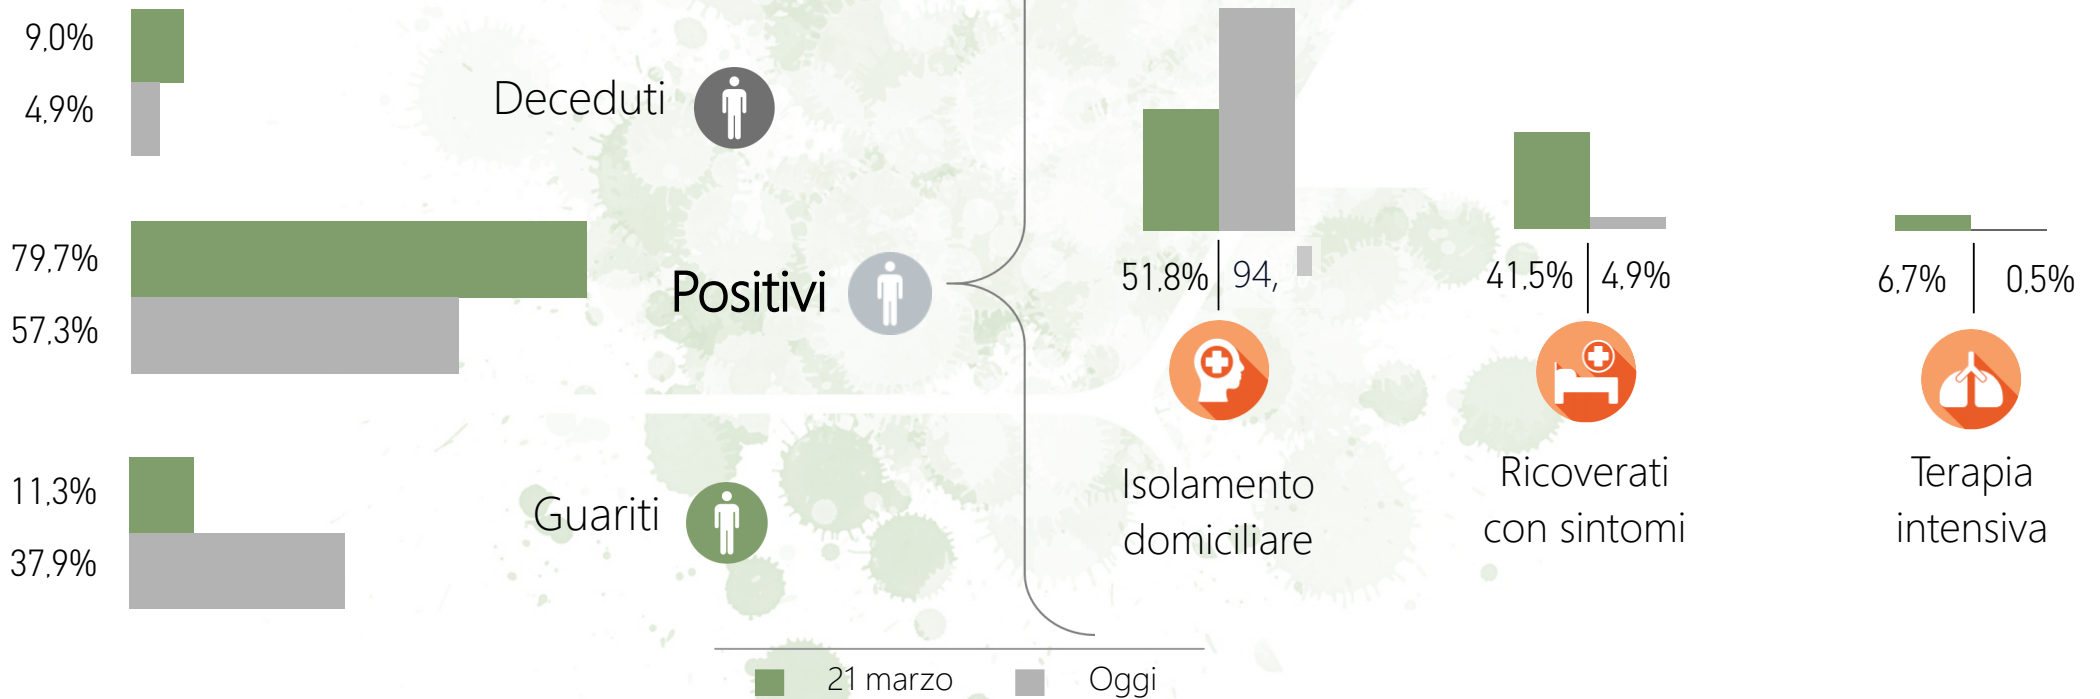 9,0%
4,9%
Deceduti
79,7%
57,3%
Positivi
11,3%
37,9%
Guariti
51,8% 94,
41,5% 4,9%
6,7% 0,5%
Isolamento
domiciliare
Ricoverati
con sintomi
Terapia
intensiva
21 marzo
Oggi